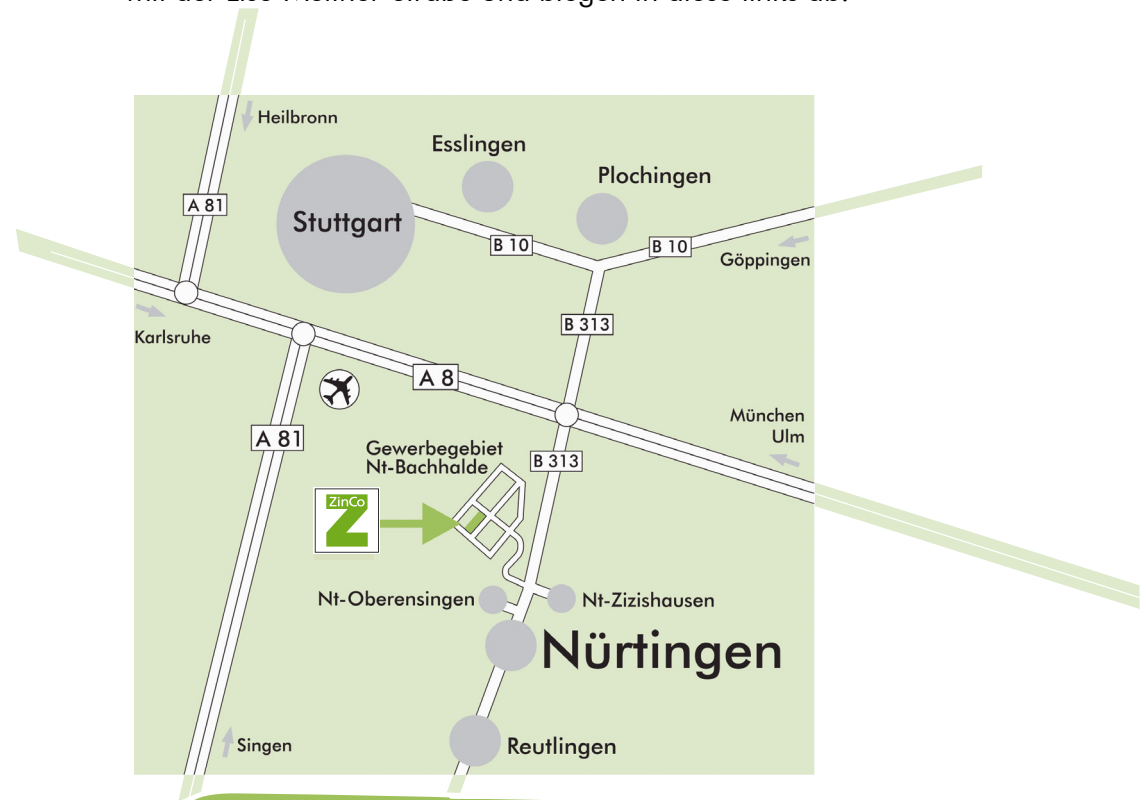 Heilbronn
Esslingen
Plochingen
A 81
Stuttgart
B 10
B 10
Göppingen
Karlsruhe
B 313
A 8
München
Ulm
A 81
Gewerbegebiet
Nt-Bachhalde
B 313
ZinCo
Z
Nt-Oberensingen
Nt-Zizishausen
Nürtingen
Singen
Reutlingen